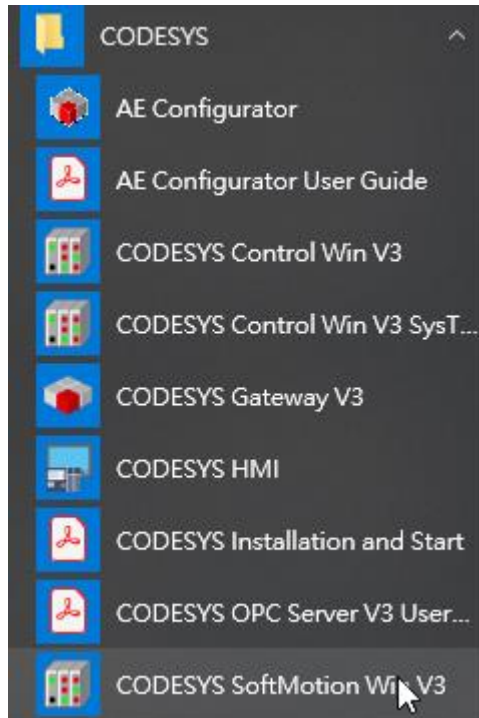 CODESYS
AE Configurator
AE Configurator User Guide
CODESYS Control Win V3
CODESYS Control Win V3 SysT...
CODESYS Gateway V3
CODESYS HMI
CODESYS Installation and Start
CODESYS OPC Server V3 User...
CODESYS SoftMotion Win V3